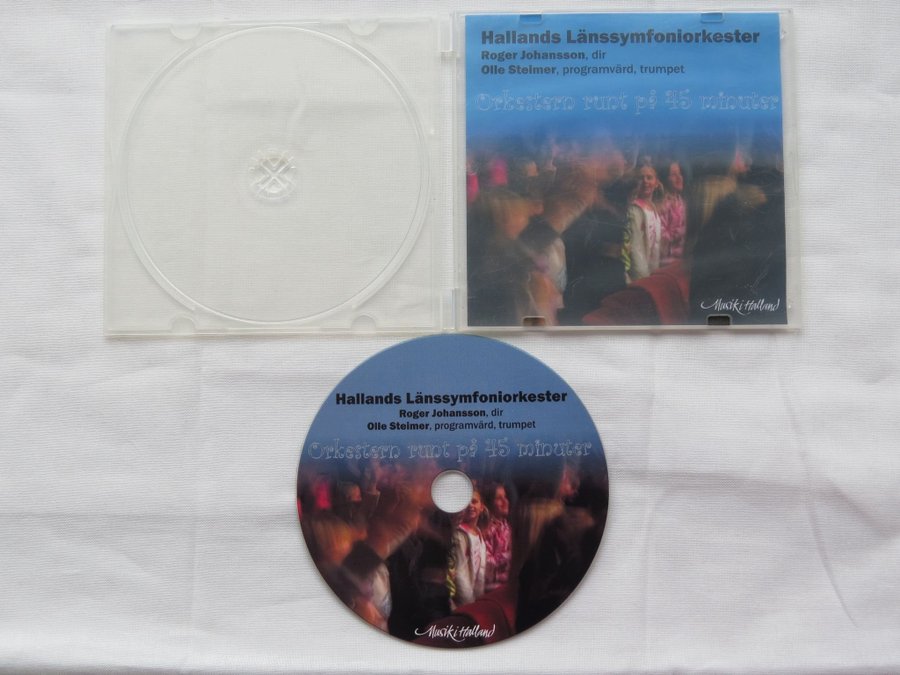 Hallands Länssymfoniorkester
Roger Johansson, dir
Olle Steimer, programvärd, trumpet
Orkestern runt på 45 minuter
Musik i Halland
Hallands Länssymfoniorkester
Roger Johansson, dir
Olle Steimer, programvärd, trumpet
Orkestern runt på 45 minuter
Musik i Halland